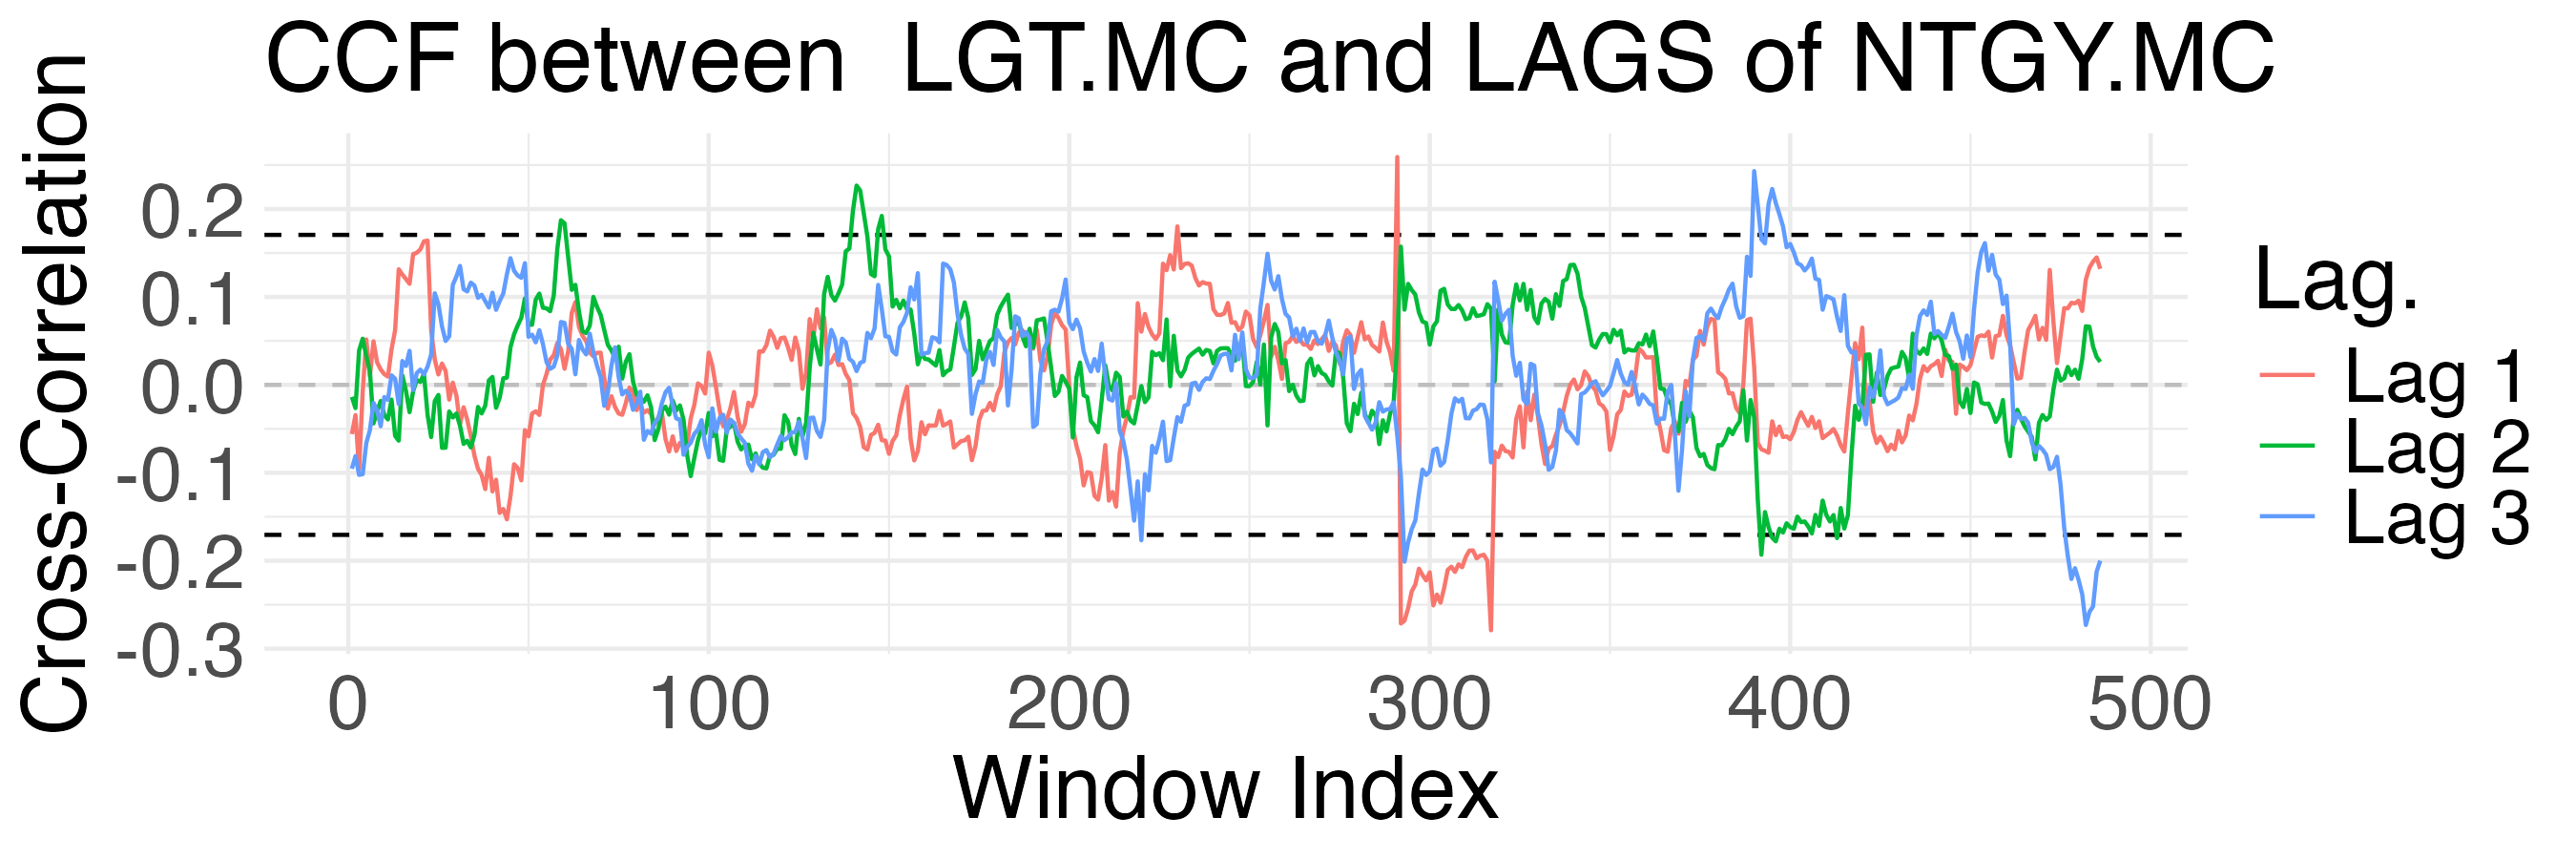 CCF between  LGT.MC and LAGS of NTGY.MC
Cross-Correlation
0.2
0.1
0.0
-0.1
-0.2
-0.3
0 100 200 300 400 500
Window Index
Lag.
Lag 1
Lag 2
Lag 3